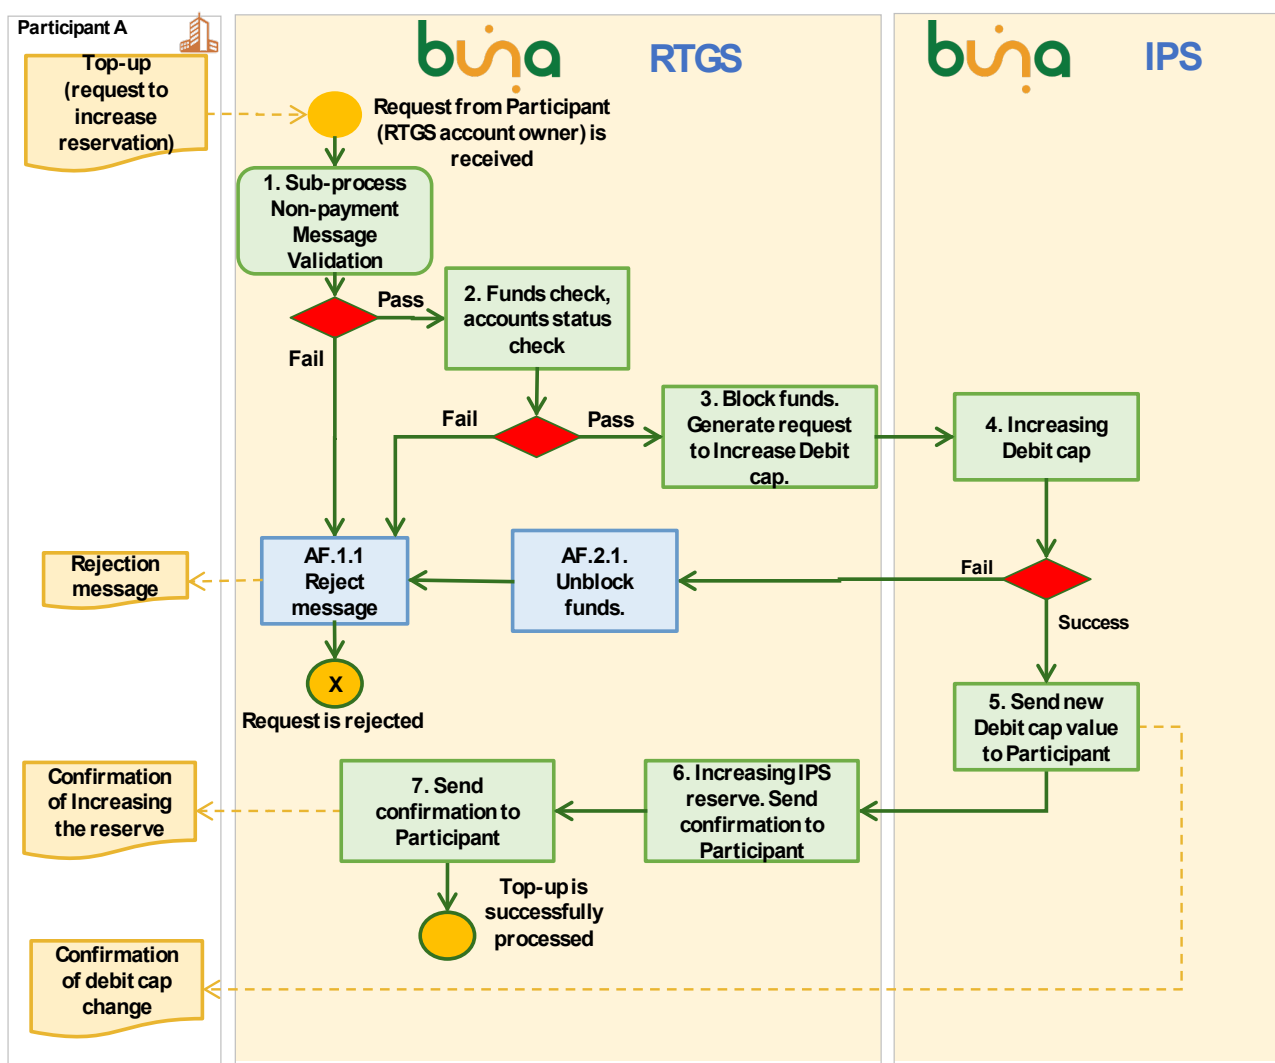 Participant A
buna
RTGS
buna
IPS
Top-up
(request to
increase
reservation)
Request from Participant
(RTGS account owner) is
received
1. Sub-process
Non-payment
Message
Validation
Pass
2. Funds check,
accounts status
check
Fail
Fail
Pass
3. Block funds.
Generate request
to Increase Debit
cap.
4. Increasing
Debit cap
Rejection
message
AF.1.1
Reject
message
AF.2.1.
Unblock
funds.
Fail
Success
X
Request is rejected
5. Send new
Debit cap value
to Participant
Confirmation
of Increasing
the reserve
7. Send
confirmation to
Participant
6. Increasing IPS
reserve. Send
confirmation to
Participant
Top-up is
successfully
processed
Confirmation
of debit cap
change